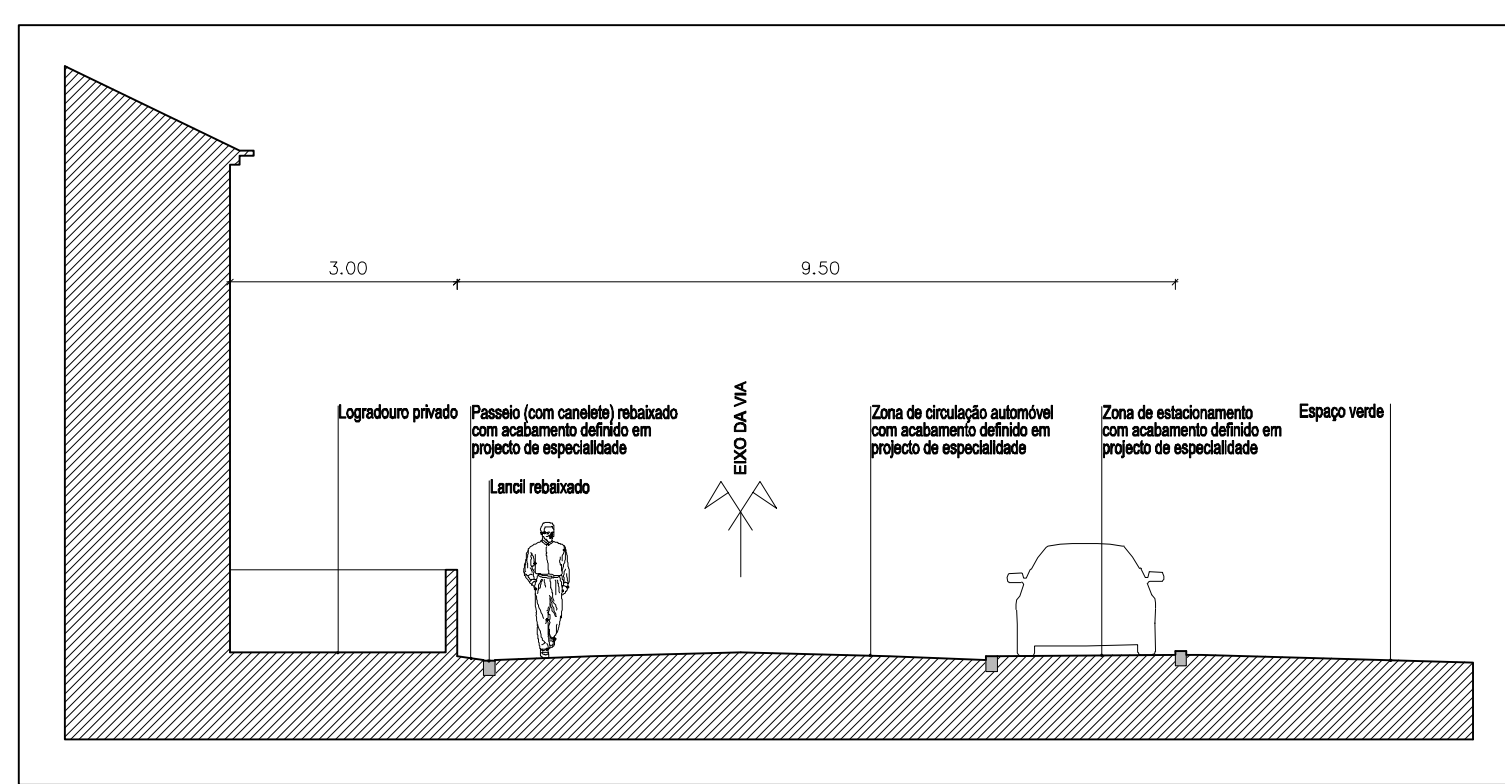 3.00
9.50
EIXO DA VIA
Logradouro privado
Passeio (com canelete) rebaixado
com acabamento definido em
projecto de especialidade
Lancil rebaixado
Zona de circulação automóvel
com acabamento definido em
projecto de especialidade
Zona de estacionamento
com acabamento definido em
projecto de especialidade
Espaço verde